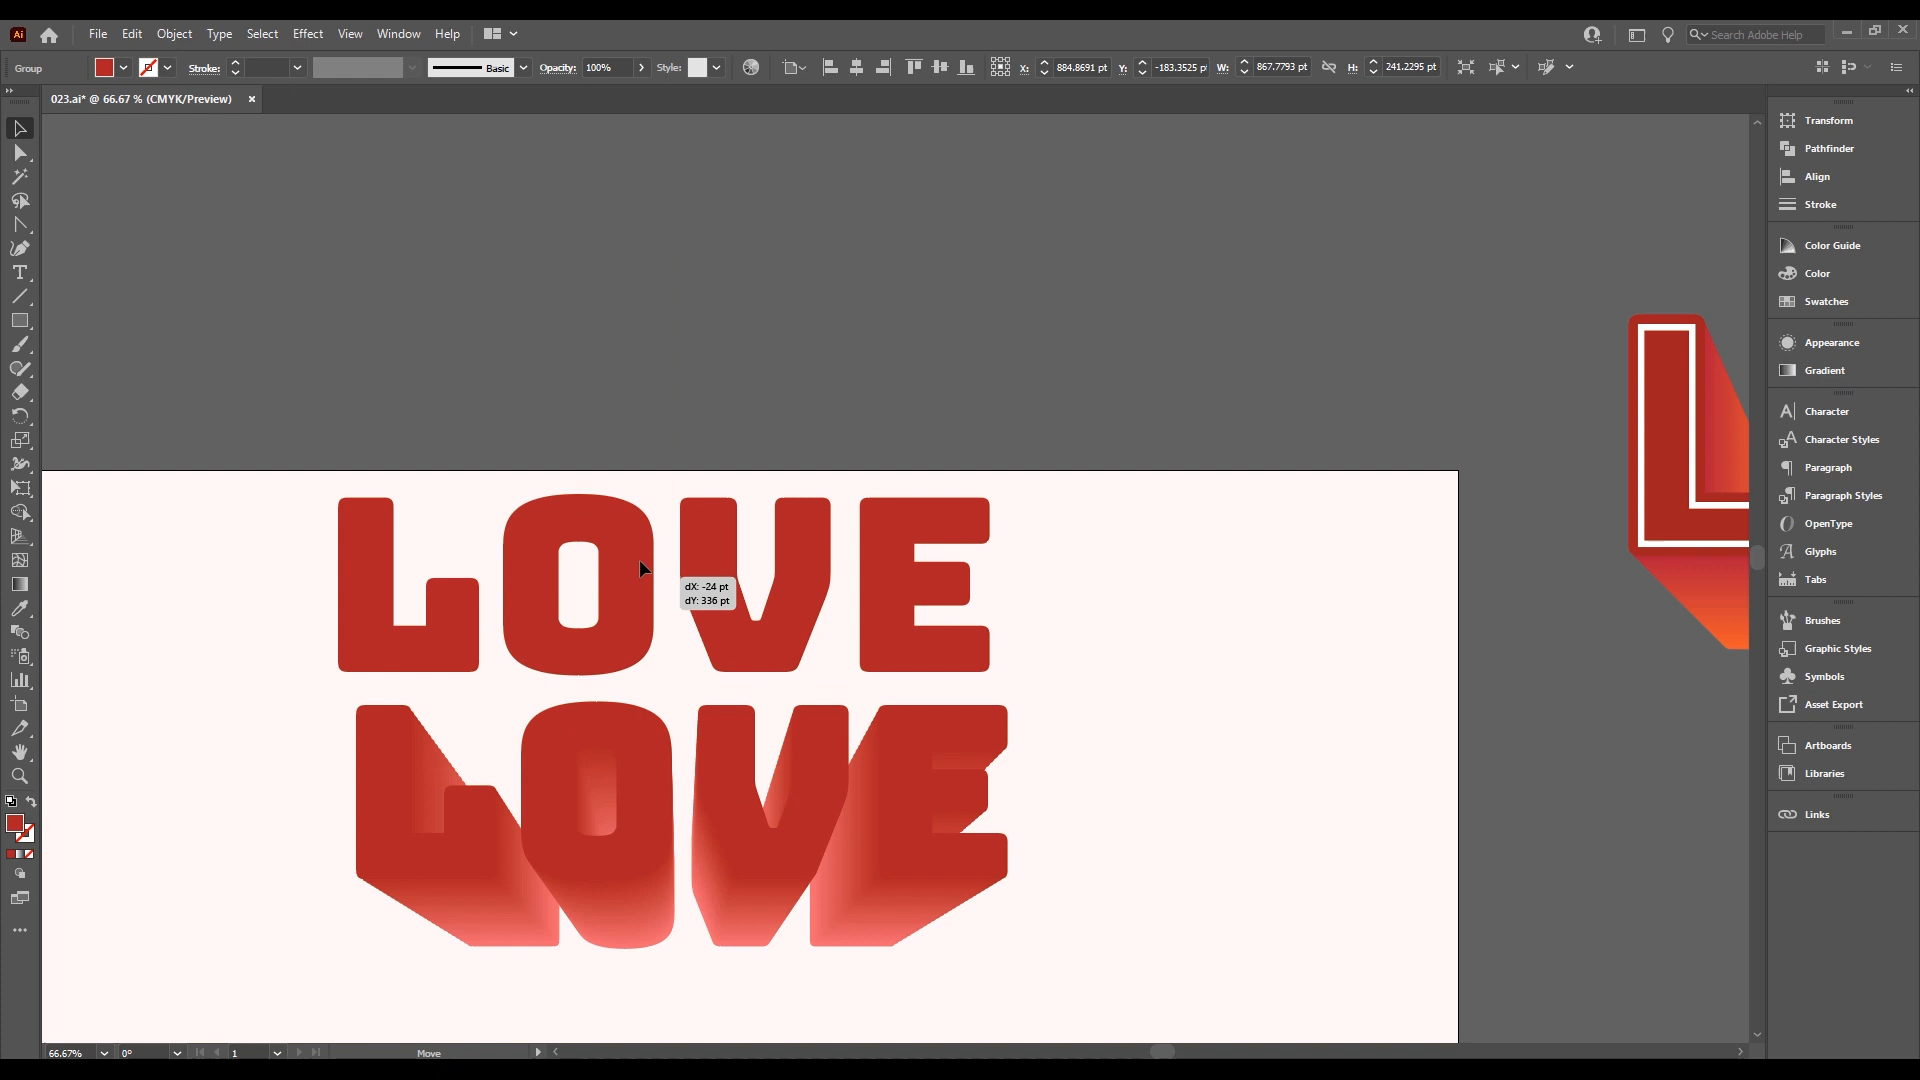 Ai File Edit Object Type Select Effect View Window Help Search Adobe Help
Group Stroke: Basic Opacity: 100% Style: X: 884.8691 pt Y: -183.3525 p W: 867.7793 pt H: 241.2295 pt
023.ai* @ 66.67 % (CMYK/Preview) ×
Transform
Pathfinder
Align
Stroke
Color Guide
Color
Swatches
Appearance
Gradient
Character
Character Styles
Paragraph
Paragraph Styles
OpenType
Glyphs
Tabs
Brushes
Graphic Styles
Symbols
Asset Export
Artboards
Libraries
Links
LOVE
dX: -24 pt
dY: 336 pt
LOVE
L
66.67% 0° 1 Move